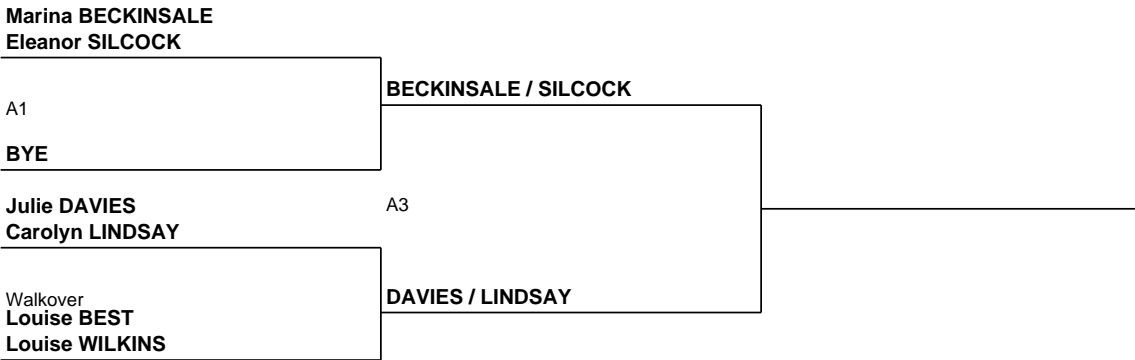 Marina BECKINSALE
Eleanor SILCOCK
BECKINSALE / SILCOCK
A1
BYE
Julie DAVIES
A3
Carolyn LINDSAY
Walkover
DAVIES / LINDSAY
Louise BEST
Louise WILKINS